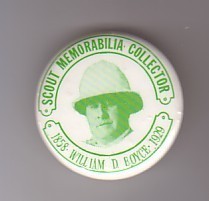 SCOUT MEMORABILIA COLLECTOR
1858 - WILLIAM D. BOYCE - 1929